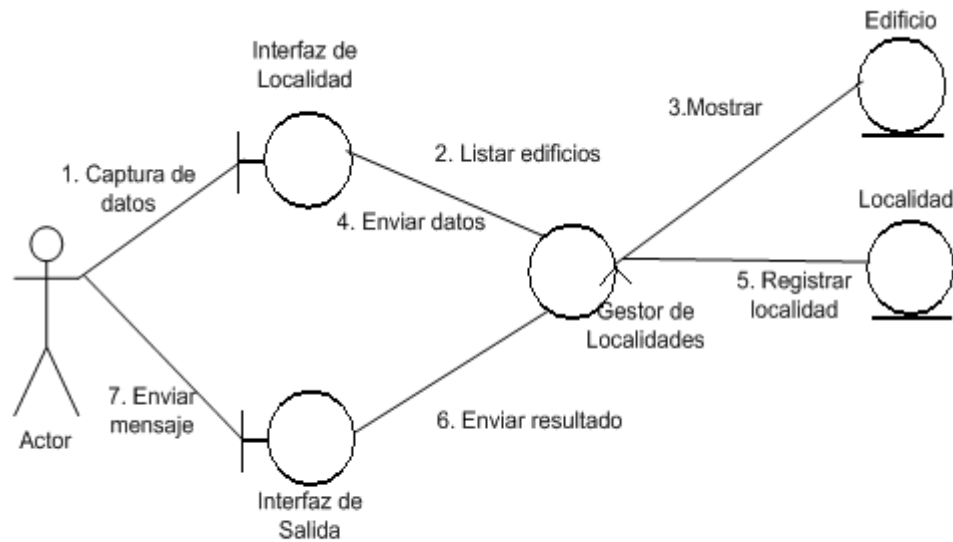 Edificio
Interfaz de
Localidad
3.Mostrar
2. Listar edificios
1. Captura de
datos
4. Enviar datos
Localidad
5. Registrar
localidad
Gestor de
Localidades
7. Enviar
mensaje
6. Enviar resultado
Actor
Interfaz de
Salida